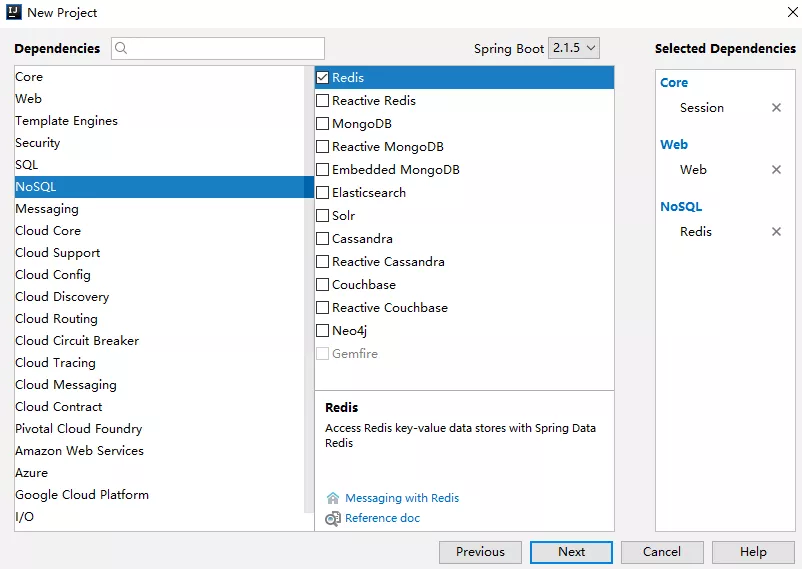 New Project
Dependencies
Spring Boot 2.1.5
Selected Dependencies
Core
Web
Template Engines
Security
SQL
NoSQL
Messaging
Cloud Core
Cloud Support
Cloud Config
Cloud Discovery
Cloud Routing
Cloud Circuit Breaker
Cloud Tracing
Cloud Messaging
Cloud Contract
Pivotal Cloud Foundry
Amazon Web Services
Azure
Google Cloud Platform
I/O
Redis
Reactive Redis
MongoDB
Reactive MongoDB
Embedded MongoDB
Elasticsearch
Solr
Cassandra
Reactive Cassandra
Couchbase
Reactive Couchbase
Neo4j
Gemfire
Redis
Access Redis key-value data stores with Spring Data
Redis
Messaging with Redis
Reference doc
Core
Session
Web
Web
NoSQL
Redis
Previous
Next
Cancel
Help